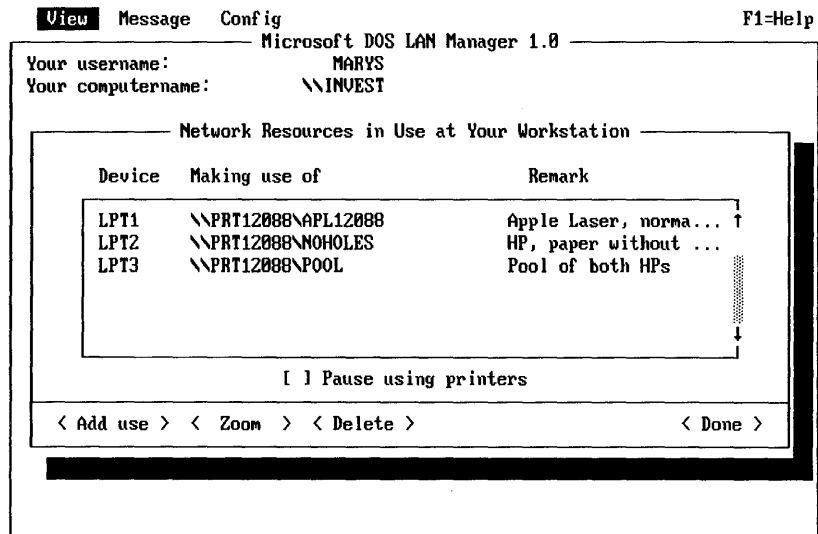 View Message Config F1=Help
Microsoft DOS LAN Manager 1.0
Your username: MARYS
Your computername: \\INVEST
Network Resources in Use at Your Workstation
Device Making use of Remark
LPT1 \\PRT12088\APL12088 Apple Laser, norma... ↑
LPT2 \\PRT12088\NOHOLES HP, paper without ...
LPT3 \\PRT12088\POOL Pool of both HPs
↓
[ ] Pause using printers
< Add use > < Zoom > < Delete > < Done >